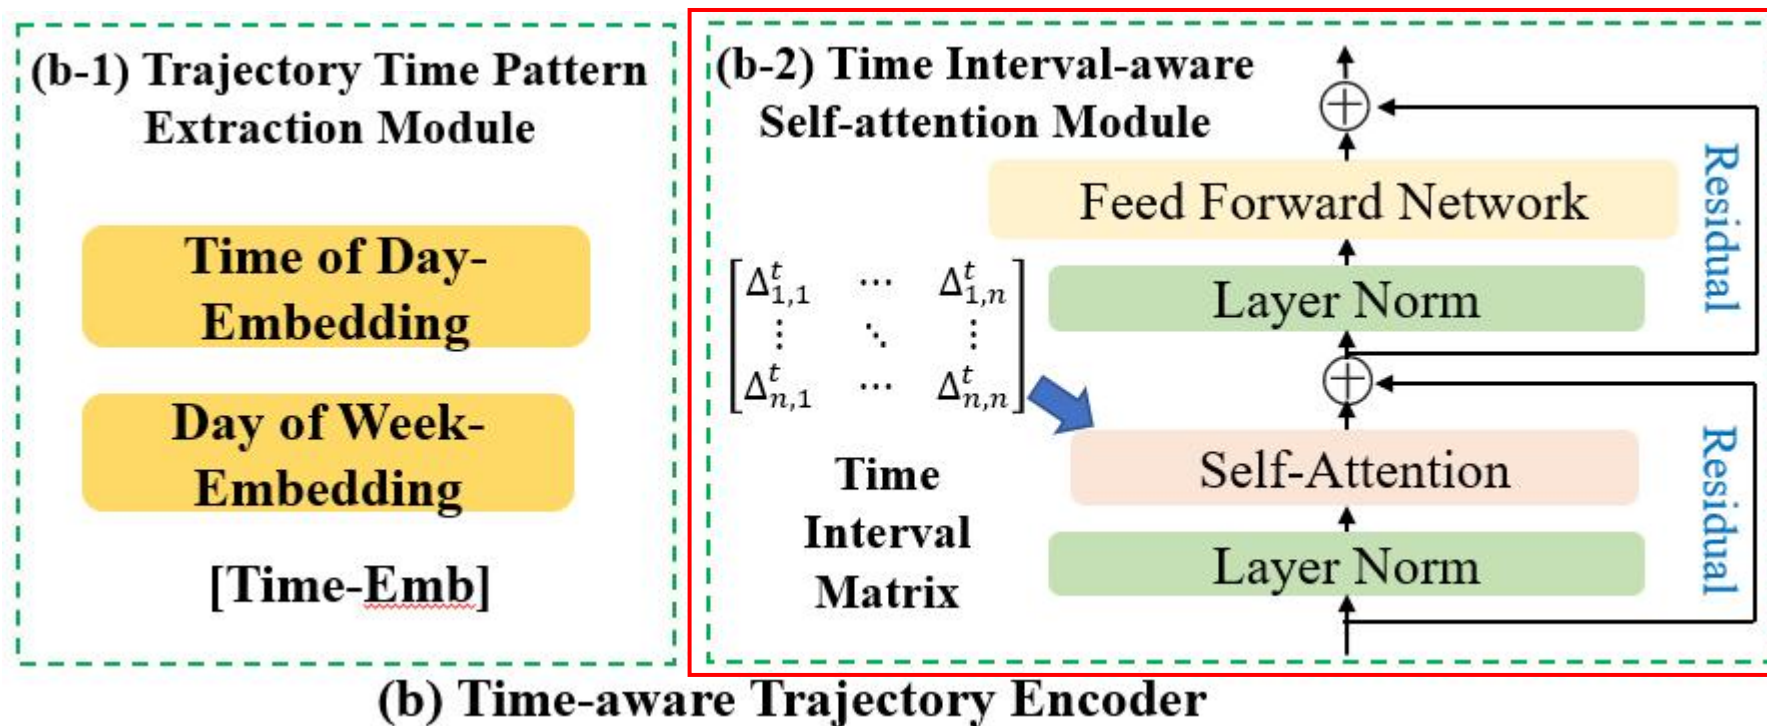 (b-1) Trajectory Time Pattern
Extraction Module
Time of Day-
Embedding
Day of Week-
Embedding
[Time-Emb]
(b-2) Time Interval-aware
Self-attention Module
Feed Forward Network
Layer Norm
Residual
Δ^t_{1,1} ⋯ Δ^t_{1,n}
⋮ ⋱ ⋮
Δ^t_{n,1} ⋯ Δ^t_{n,n}
Time
Interval
Matrix
Self-Attention
Layer Norm
Residual
(b) Time-aware Trajectory Encoder